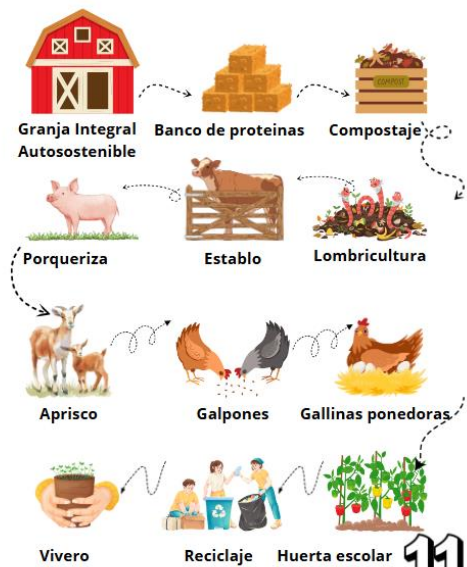 Granja Integral
Autosostenible
Banco de proteinas
Compostaje
COMPOST
Lombricultura
Establo
Porqueriza
Aprisco
Galpones
Gallinas ponedoras
Huerta escolar
Reciclaje
Vivero
11